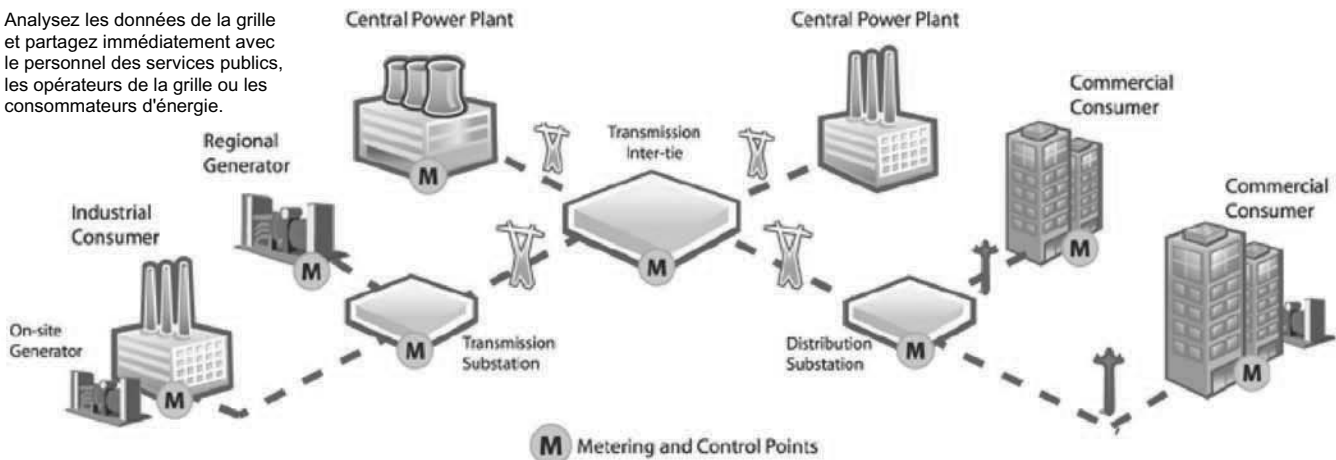 Analysez les données de la grille
et partagez immédiatement avec
le personnel des services publics,
les opérateurs de la grille ou les
consommateurs d'énergie.
Central Power Plant
Central Power Plant
Commercial
Consumer
Transmission
Inter-tie
Regional
Generator
Commercial
Consumer
Industrial
Consumer
M
M
M
M
M
On-site
Generator
Transmission
Substation
M
Distribution
Substation
M
M
M
M Metering and Control Points